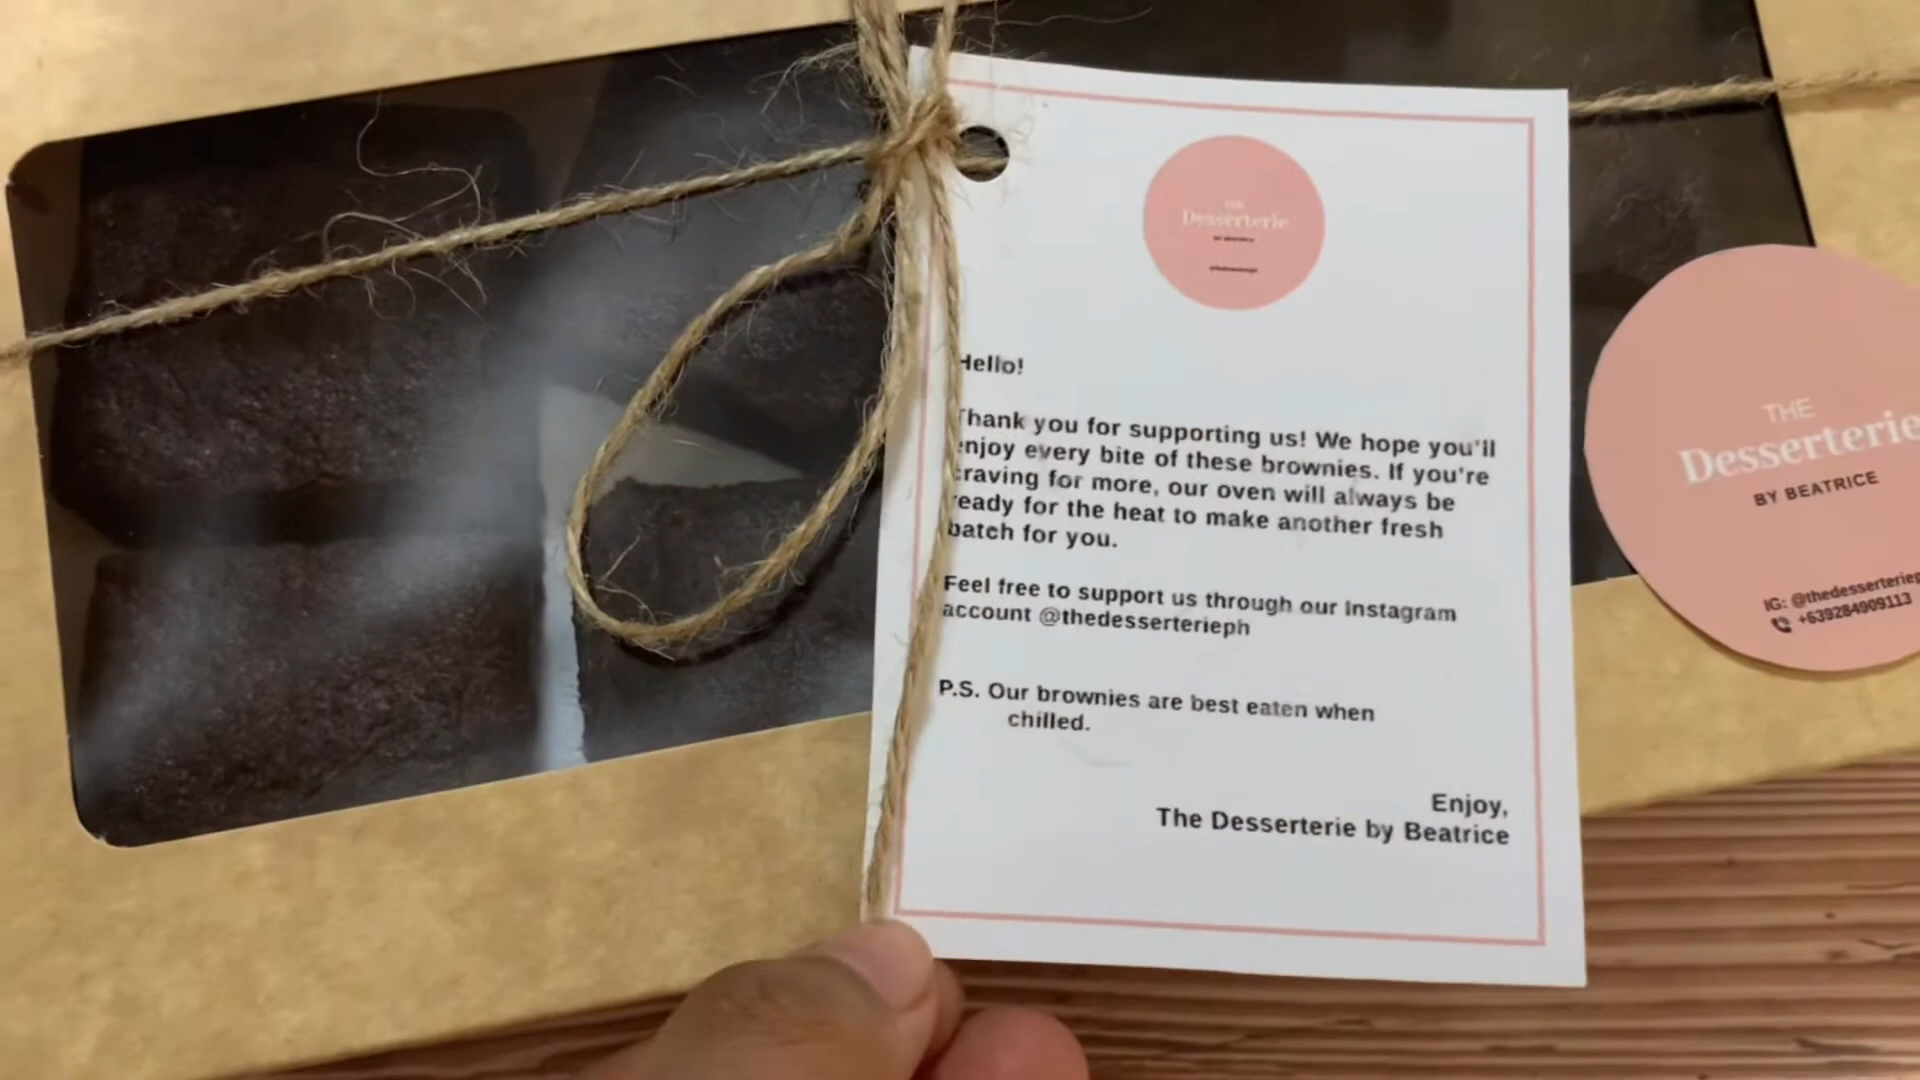 THE
Desserterie
Hello!
Thank you for supporting us! We hope you'll
enjoy every bite of these brownies. If you're
craving for more, our oven will always be
ready for the heat to make another fresh
batch for you.
Feel free to support us through our Instagram
account @thedesserterieph
P.S. Our brownies are best eaten when
chilled.
Enjoy,
The Desserterie by Beatrice
THE
Desserterie
BY BEATRICE
IG: @thedesserteriep
+639284909113